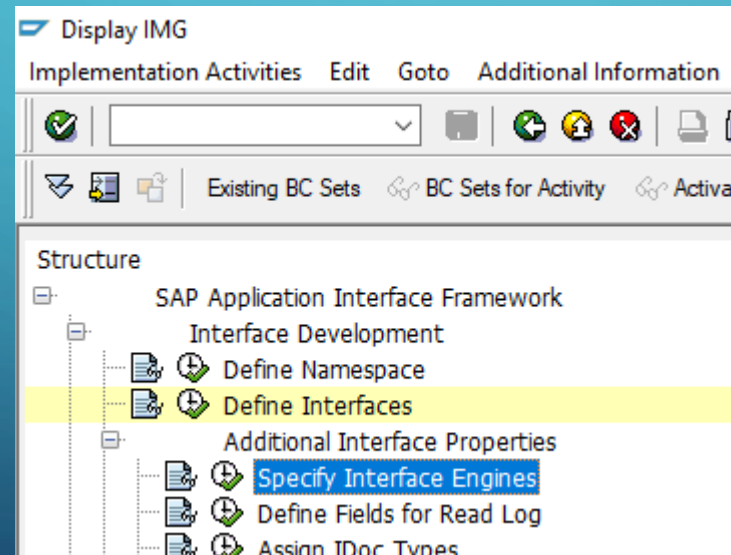 Display IMG
Implementation Activities Edit Goto Additional Information
Existing BC Sets BC Sets for Activity
Structure
SAP Application Interface Framework
Interface Development
Define Namespace
Define Interfaces
Additional Interface Properties
Specify Interface Engines
Define Fields for Read Log
Assign IDoc Types